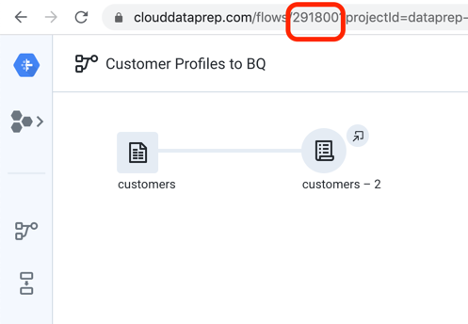 clouddataprep.com/flows/291800?projectId=dataprep-
Customer Profiles to BQ
customers
customers – 2